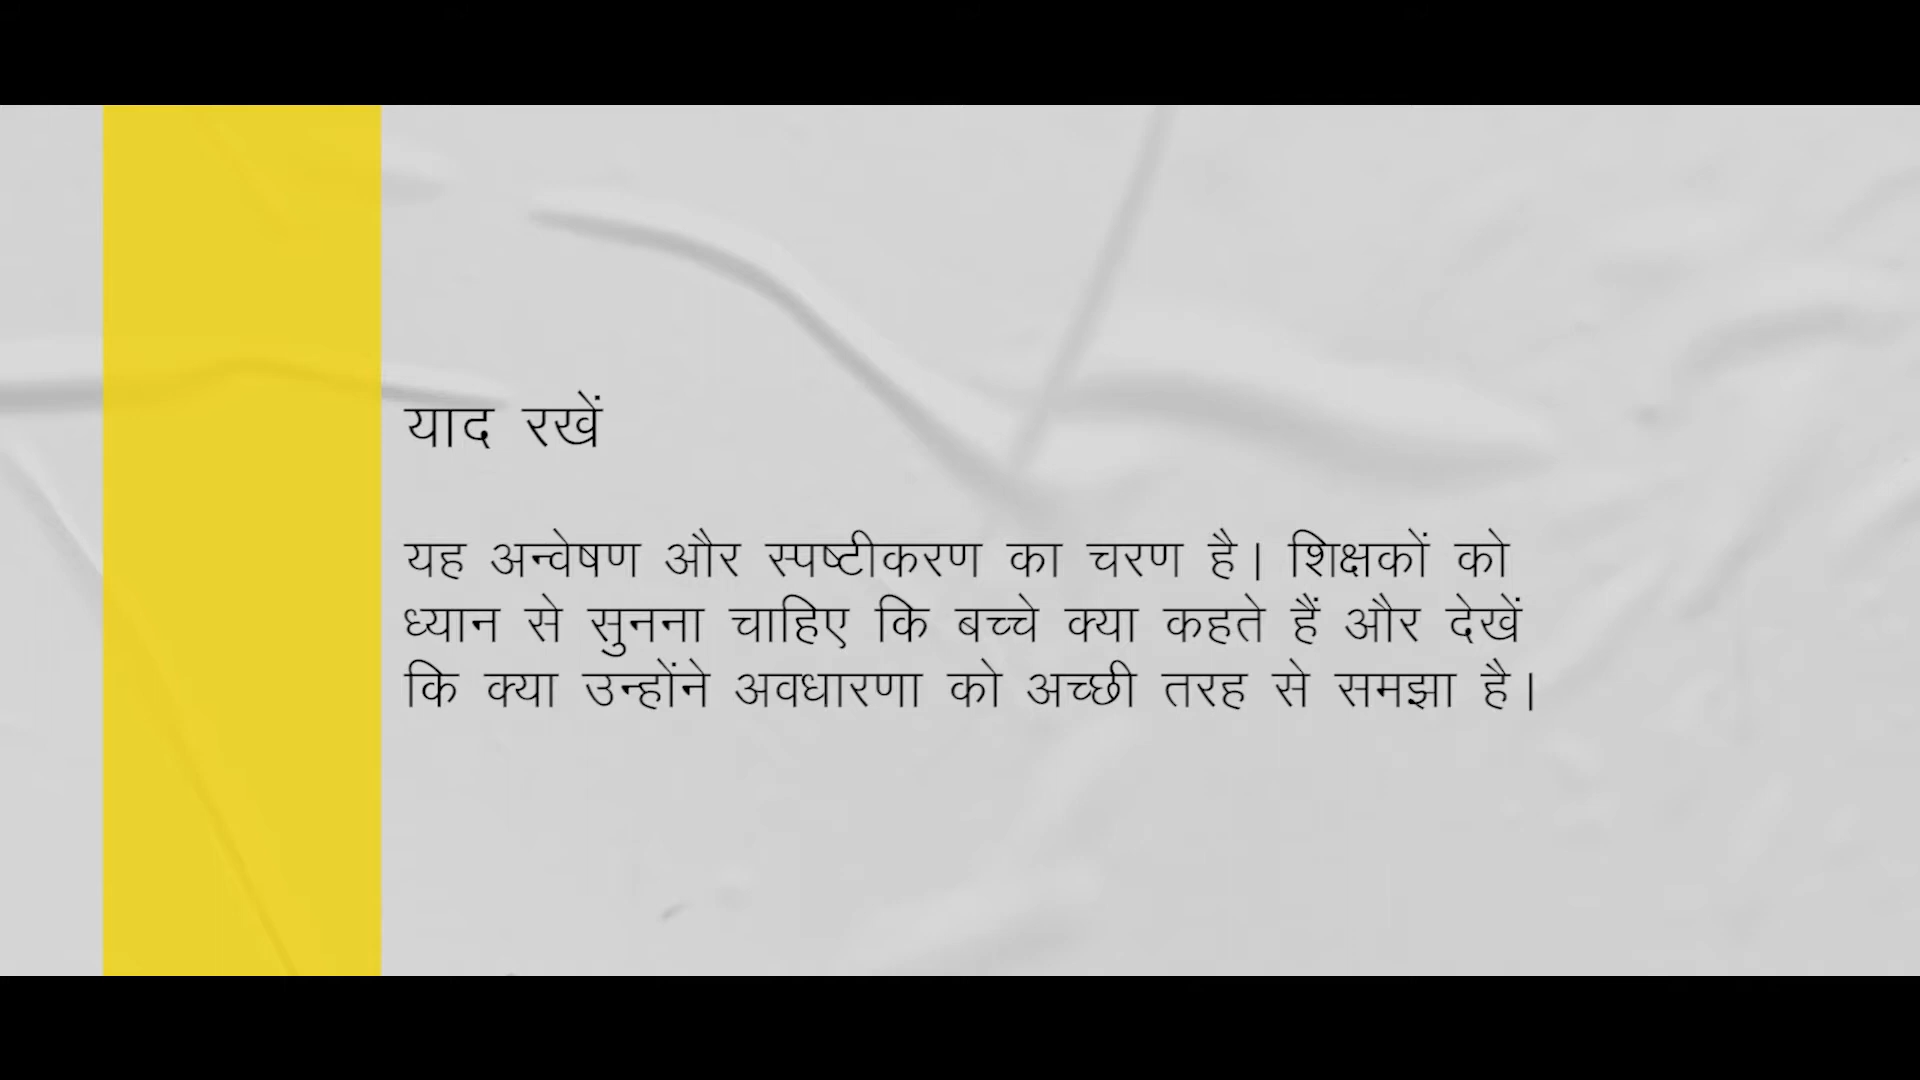 याद रखें
यह अन्वेषण और स्पष्टीकरण का चरण है। शिक्षकों को
ध्यान से सुनना चाहिए कि बच्चे क्या कहते हैं और देखें
कि क्या उन्होंने अवधारणा को अच्छी तरह से समझा है।